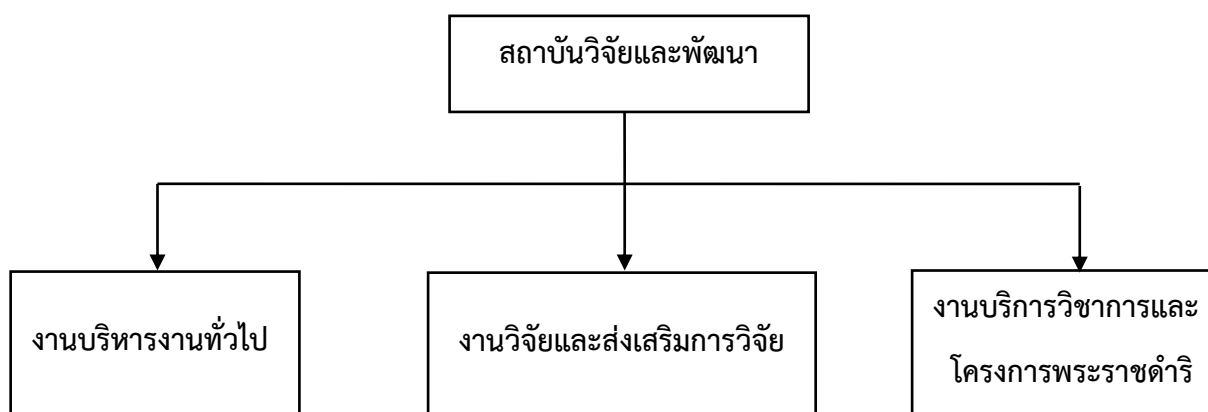 สถาบันวิจัยและพัฒนา
งานบริหารงานทั่วไป
งานวิจัยและส่งเสริมการวิจัย
งานบริการวิชาการและ
โครงการพระราชดำริ